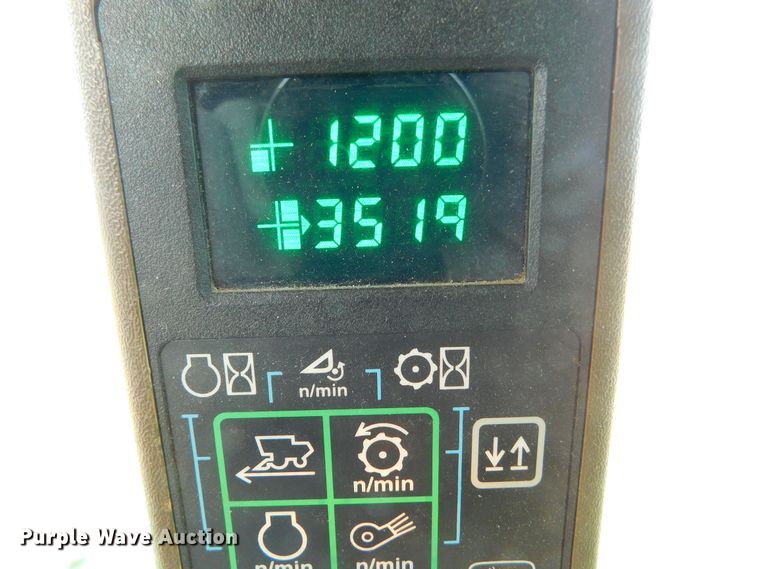 1200
3519
n/min
n/min
n/min n/min
Purple Wave Auction